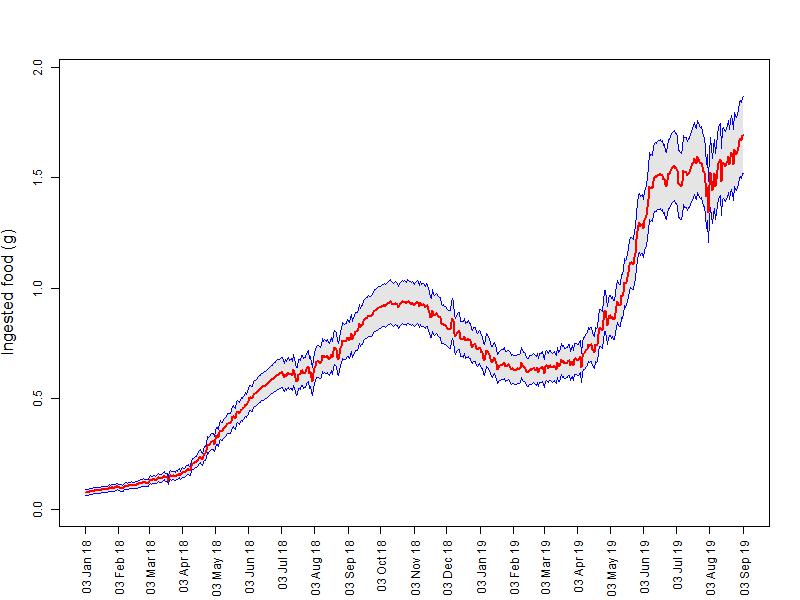 Ingested food (g)
2.0
1.5
1.0
0.5
0.0
03 Jan 18
03 Feb 18
03 Mar 18
03 Apr 18
03 May 18
03 Jun 18
03 Jul 18
03 Aug 18
03 Sep 18
03 Oct 18
03 Nov 18
03 Dec 18
03 Jan 19
03 Feb 19
03 Mar 19
03 Apr 19
03 May 19
03 Jun 19
03 Jul 19
03 Aug 19
03 Sep 19